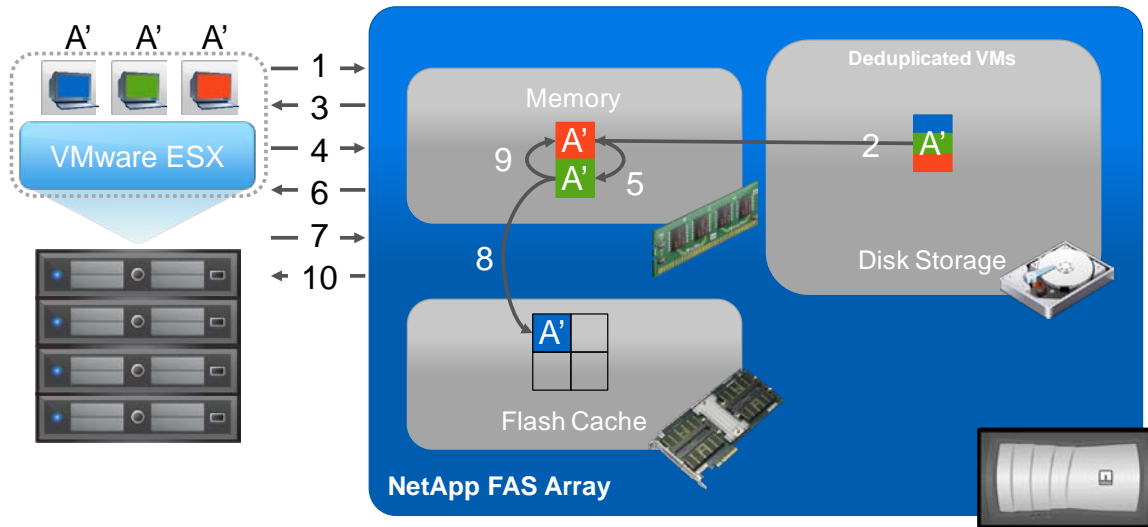 A’ A’ A’
VMware ESX
1
3
4
6
7
10
Memory
A’
A’
9
5
8
Deduplicated VMs
A’
2
Disk Storage
A’
Flash Cache
NetApp FAS Array